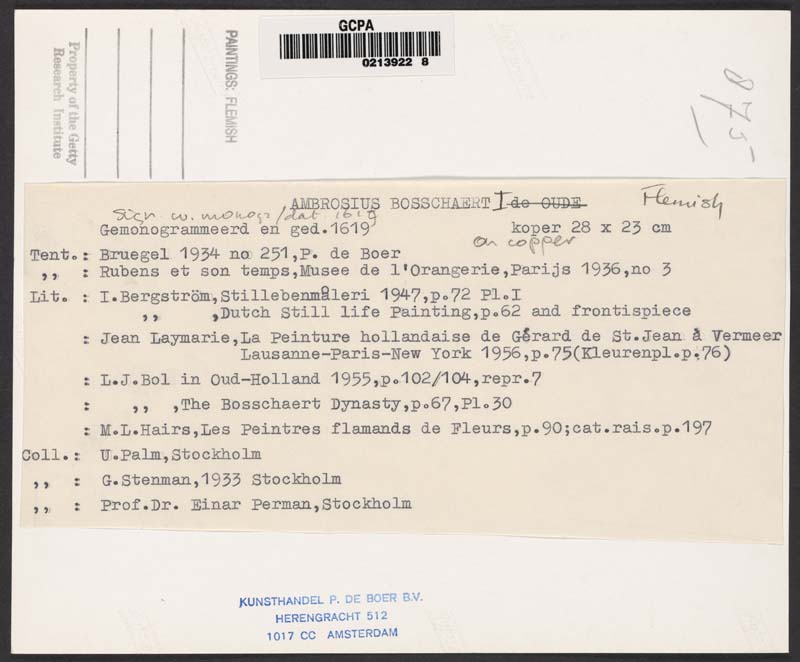 GCPA
0213922 8
Property of the Getty
Research Institute
PAINTINGS: FLEMISH
875
AMBROSIUS BOSSCHAERT I de OUDE
Flemish
Sign w. monogr/dat. 1619
Gemonogrammeerd en ged.1619 koper 28 x 23 cm
on copper
Tent.: Bruegel 1934 no 251,P. de Boer
,, : Rubens et son temps,Musee de l'Orangerie,Parijs 1936,no 3
Lit. : I.Bergström,Stillebenmåleri 1947,p.72 Pl.I
,, ,Dutch Still life Painting,p.62 and frontispiece
: Jean Laymarie,La Peinture hollandaise de Gérard de St.Jean à Vermeer
Lausanne-Paris-New York 1956,p.75(Kleurenpl.p.76)
: L.J.Bol in Oud-Holland 1955,p.102/104,repr.7
: ,, ,The Bosschaert Dynasty,p.67,Pl.30
: M.L.Hairs,Les Peintres flamands de Fleurs,p.90;cat.rais.p.197
Coll.: U.Palm,Stockholm
,, : G.Stenman,1933 Stockholm
,, : Prof.Dr. Einar Perman,Stockholm
KUNSTHANDEL P. DE BOER B.V.
HERENGRACHT 512
1017 CC AMSTERDAM